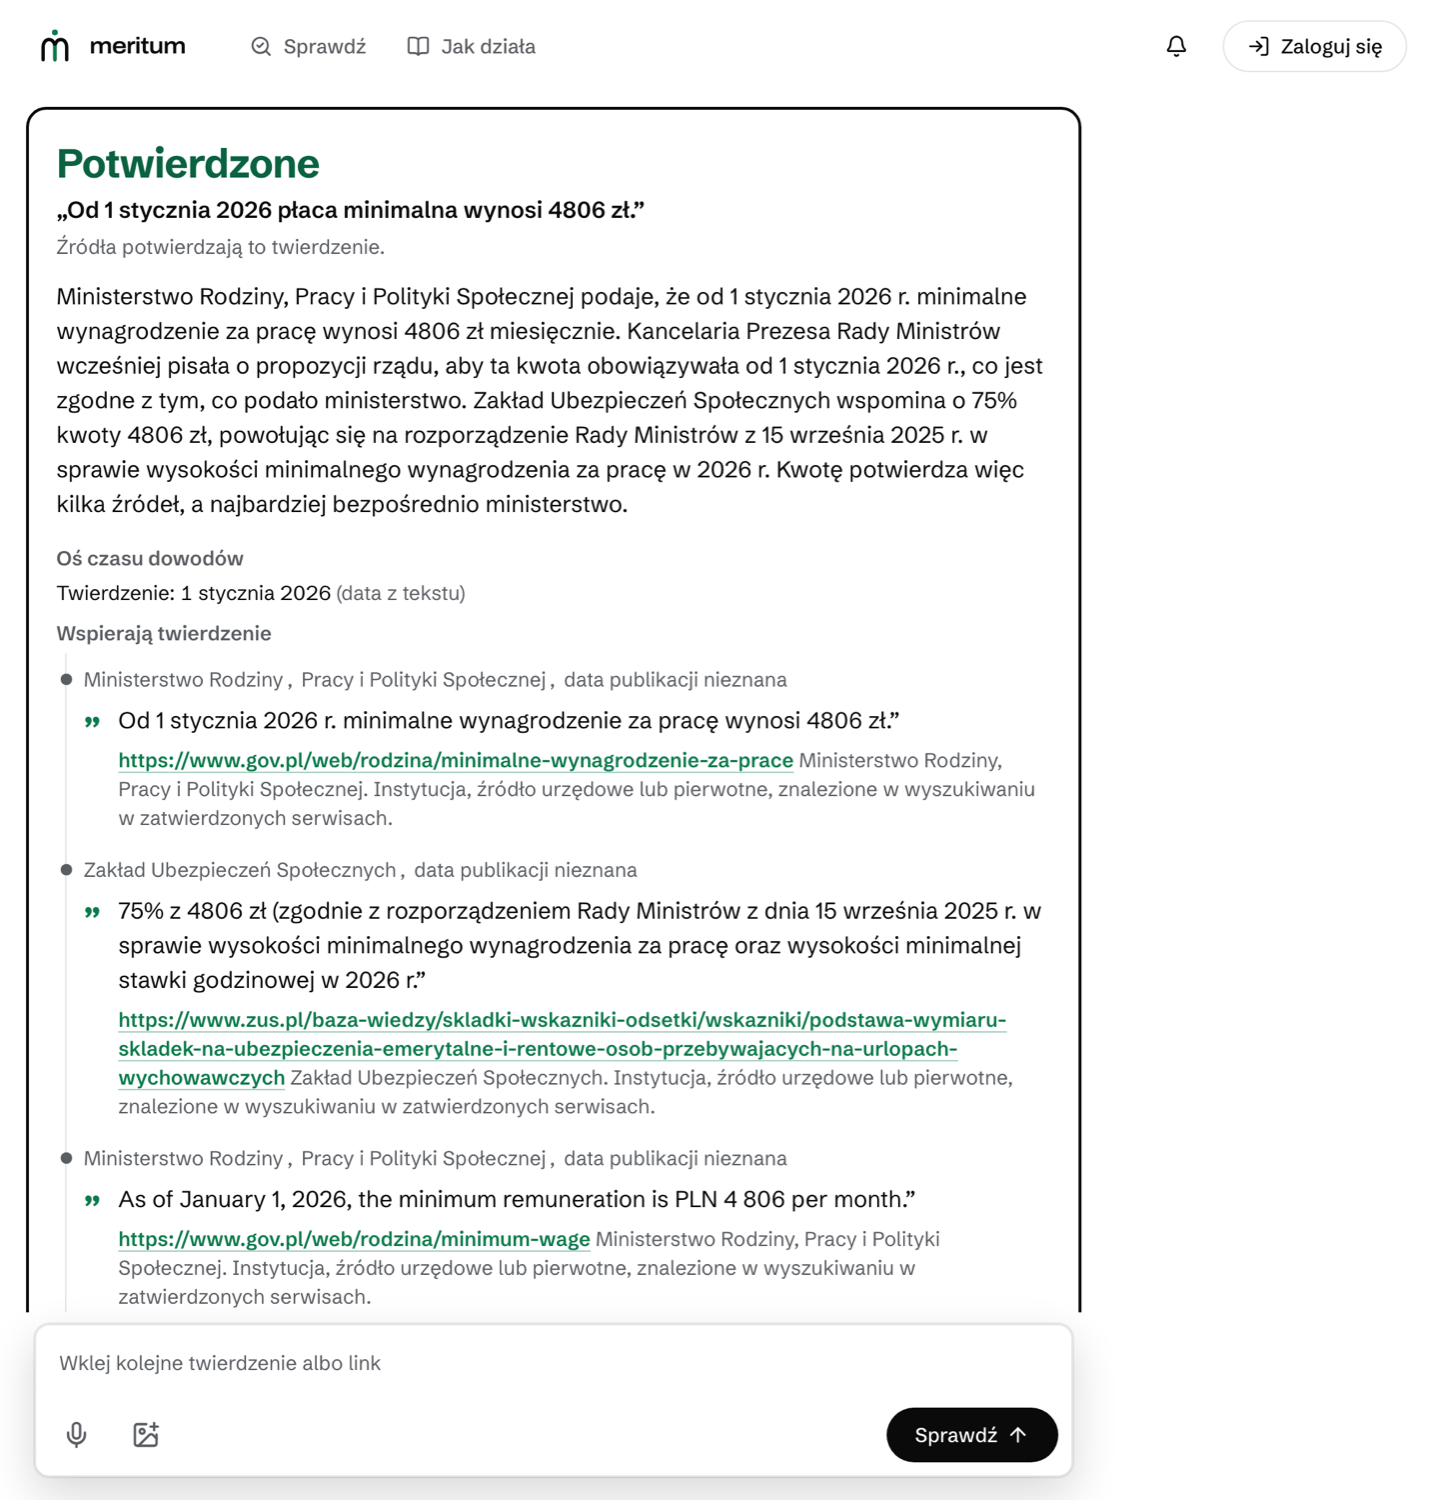 meritum
Sprawdź
Jak działa
Zaloguj się
Potwierdzone
„Od 1 stycznia 2026 płaca minimalna wynosi 4806 zł.”
Źródła potwierdzają to twierdzenie.
Ministerstwo Rodziny, Pracy i Polityki Społecznej podaje, że od 1 stycznia 2026 r. minimalne
wynagrodzenie za pracę wynosi 4806 zł miesięcznie. Kancelaria Prezesa Rady Ministrów
wcześniej pisała o propozycji rządu, aby ta kwota obowiązywała od 1 stycznia 2026 r., co jest
zgodne z tym, co podało ministerstwo. Zakład Ubezpieczeń Społecznych wspomina o 75%
kwoty 4806 zł, powołując się na rozporządzenie Rady Ministrów z 15 września 2025 r. w
sprawie wysokości minimalnego wynagrodzenia za pracę w 2026 r. Kwotę potwierdza więc
kilka źródeł, a najbardziej bezpośrednio ministerstwo.
Oś czasu dowodów
Twierdzenie: 1 stycznia 2026 (data z tekstu)
Wspierają twierdzenie
Ministerstwo Rodziny , Pracy i Polityki Społecznej , data publikacji nieznana
” Od 1 stycznia 2026 r. minimalne wynagrodzenie za pracę wynosi 4806 zł.”
https://www.gov.pl/web/rodzina/minimalne-wynagrodzenie-za-prace Ministerstwo Rodziny,
Pracy i Polityki Społecznej. Instytucja, źródło urzędowe lub pierwotne, znalezione w wyszukiwaniu
w zatwierdzonych serwisach.
Zakład Ubezpieczeń Społecznych , data publikacji nieznana
” 75% z 4806 zł (zgodnie z rozporządzeniem Rady Ministrów z dnia 15 września 2025 r. w
sprawie wysokości minimalnego wynagrodzenia za pracę oraz wysokości minimalnej
stawki godzinowej w 2026 r.”
https://www.zus.pl/baza-wiedzy/skladki-wskazniki-odsetki/wskazniki/podstawa-wymiaru-
skladek-na-ubezpieczenia-emerytalne-i-rentowe-osob-przebywajacych-na-urlopach-
wychowawczych Zakład Ubezpieczeń Społecznych. Instytucja, źródło urzędowe lub pierwotne,
znalezione w wyszukiwaniu w zatwierdzonych serwisach.
Ministerstwo Rodziny , Pracy i Polityki Społecznej , data publikacji nieznana
” As of January 1, 2026, the minimum remuneration is PLN 4 806 per month.”
https://www.gov.pl/web/rodzina/minimum-wage Ministerstwo Rodziny, Pracy i Polityki
Społecznej. Instytucja, źródło urzędowe lub pierwotne, znalezione w wyszukiwaniu w
zatwierdzonych serwisach.
Wklej kolejne twierdzenie albo link
Sprawdź